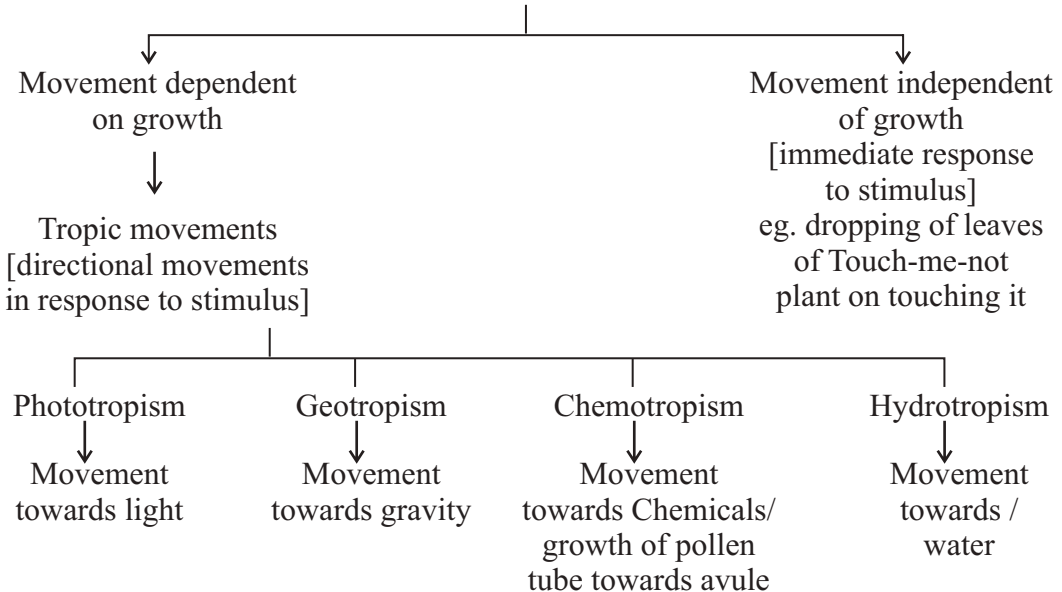 Movement dependent
on growth
Movement independent
of growth
[immediate response
to stimulus]
eg. dropping of leaves
of Touch-me-not
plant on touching it
Tropic movements
[directional movements
in response to stimulus]
Phototropism
Movement
towards light
Geotropism
Movement
towards gravity
Chemotropism
Movement
towards Chemicals/
growth of pollen
tube towards avule
Hydrotropism
Movement
towards /
water